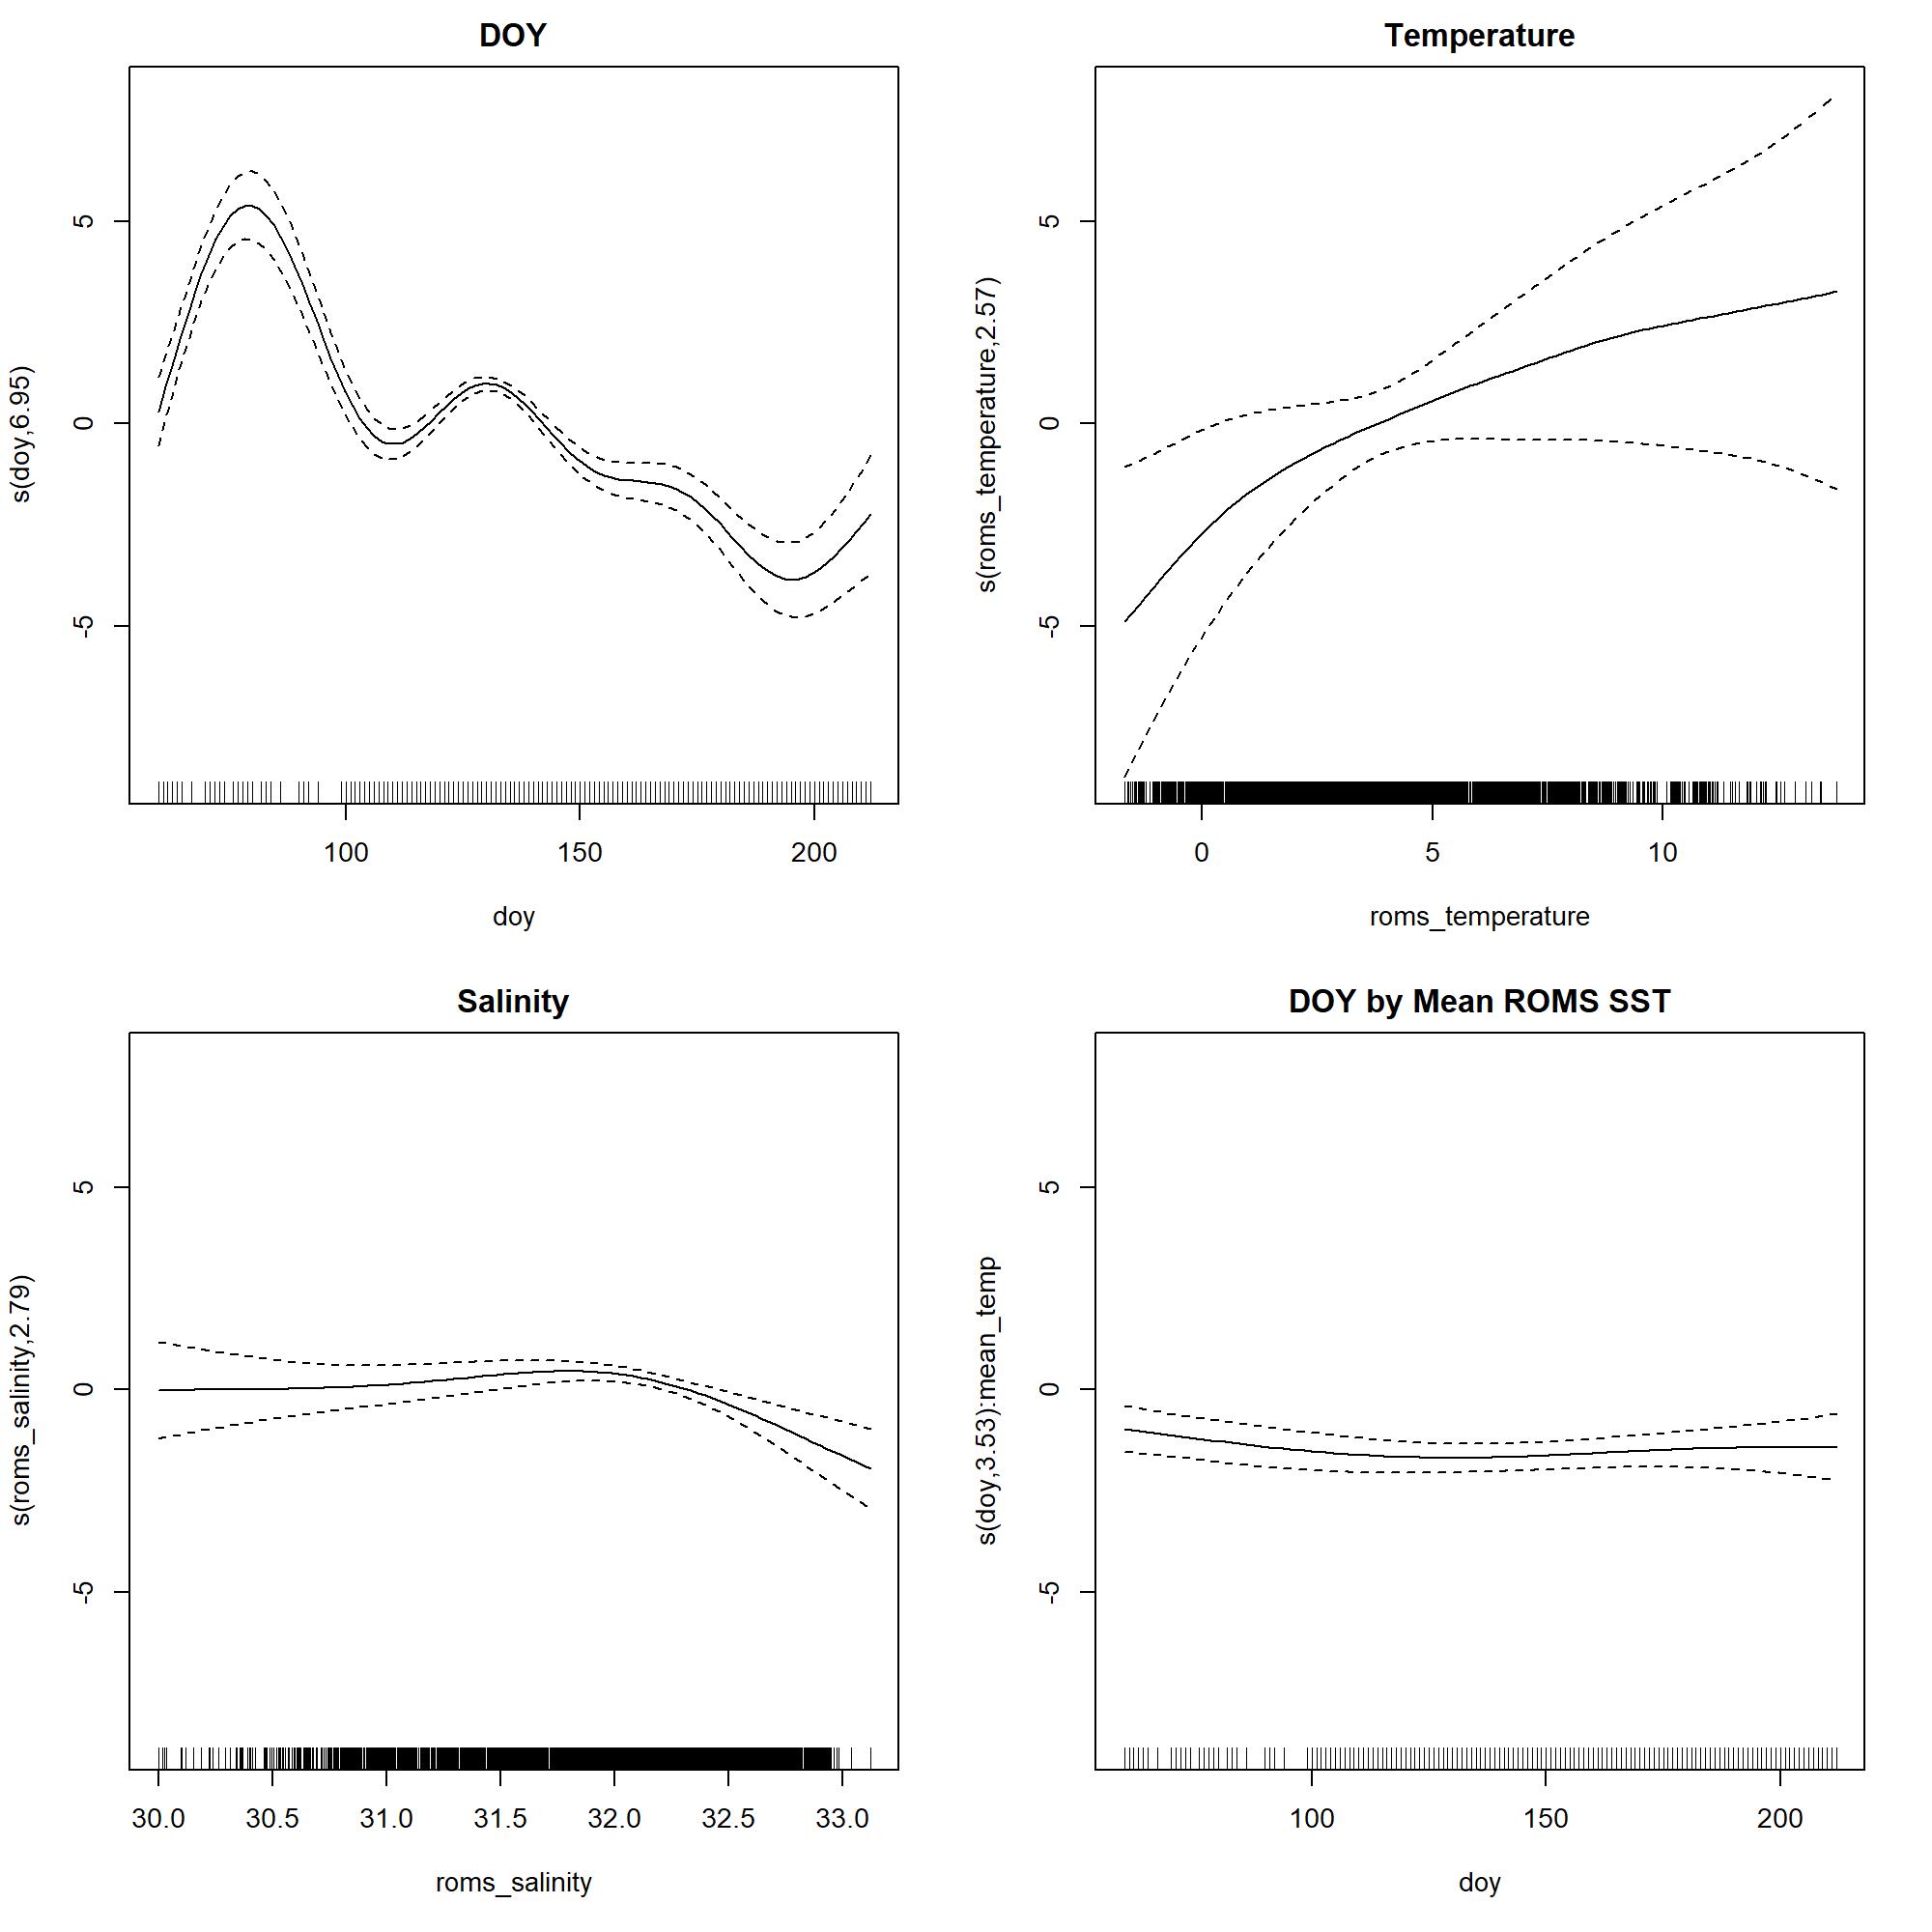 DOY
s(doy,6.95)
5
0
-5
100 150 200
doy
Temperature
s(roms_temperature,2.57)
5
0
-5
0 5 10
roms_temperature
Salinity
s(roms_salinity,2.79)
5
0
-5
30.0 30.5 31.0 31.5 32.0 32.5 33.0
roms_salinity
DOY by Mean ROMS SST
s(doy,3.53):mean_temp
5
0
-5
100 150 200
doy